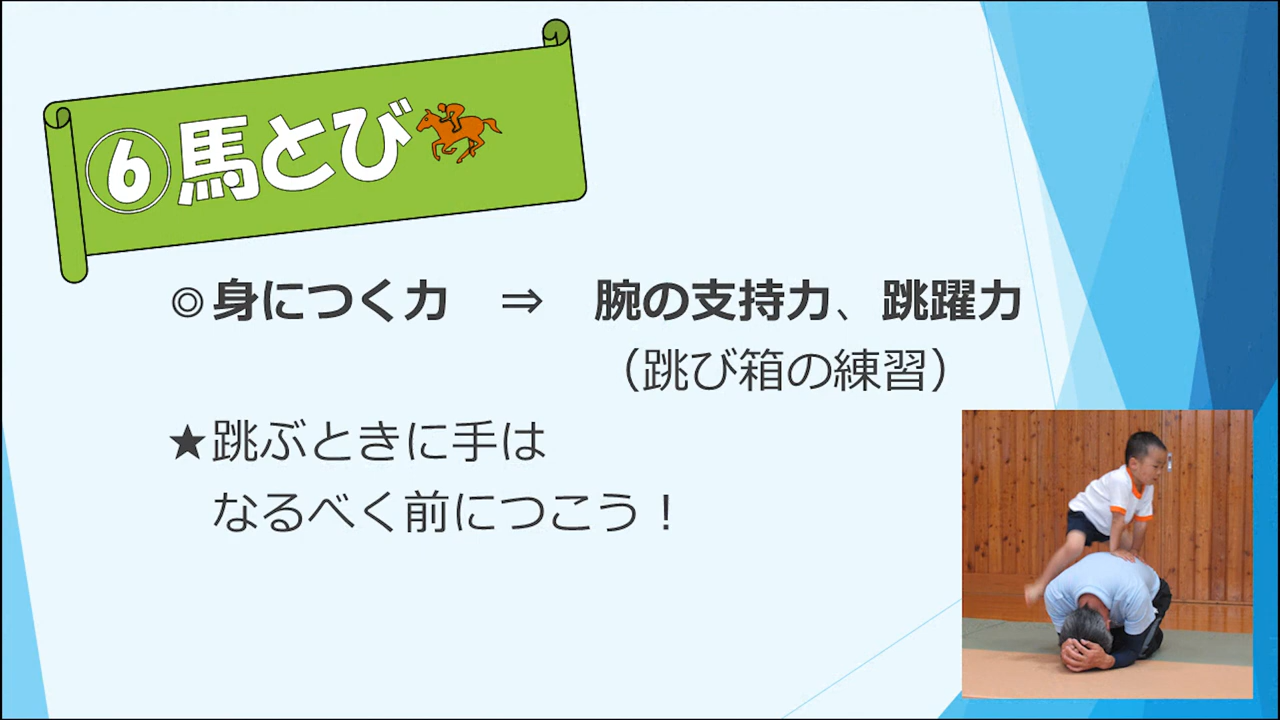 ⑥馬とび
◎身につく力　⇒　腕の支持力、跳躍力
（跳び箱の練習）
★跳ぶときに手は
なるべく前につこう！